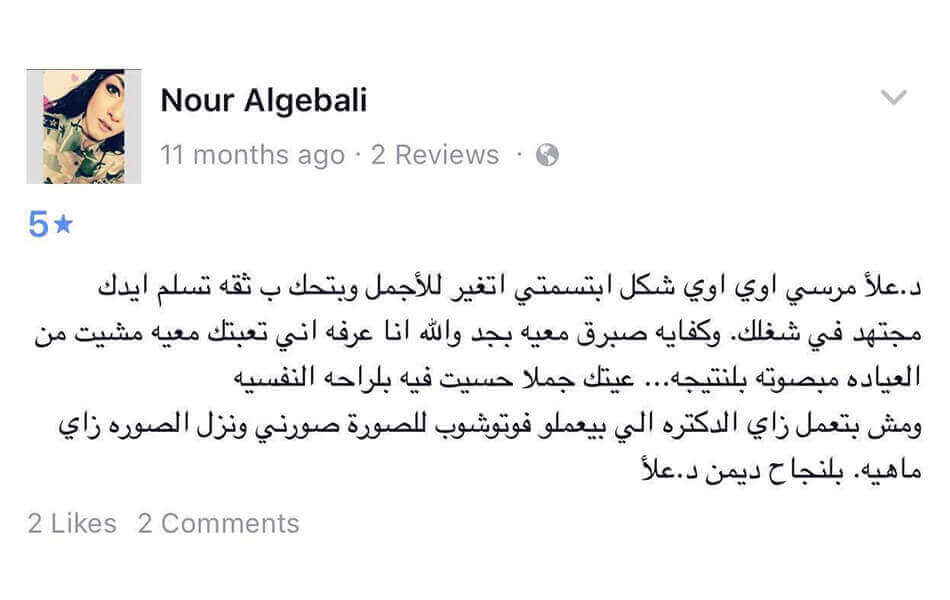 Nour Algebali
11 months ago · 2 Reviews ·
5★
د.علأ مرسي اوي اوي شكل ابتسمتي اتغير للأجمل وبتحك ب ثقه تسلم ايدك
مجتهد في شغلك. وكفايه صبرق معيه بجد والله انا عرفه اني تعبتك معيه مشيت من
العياده مبصوته بلنتيجه... عيتك جملا حسيت فيه بلراحه النفسيه
ومش بتعمل زاي الدكتره الي بيعملو فوتوشوب للصورة صورني ونزل الصوره زاي
ماهيه. بلنجاح ديمن د.علأ
2 Likes 2 Comments